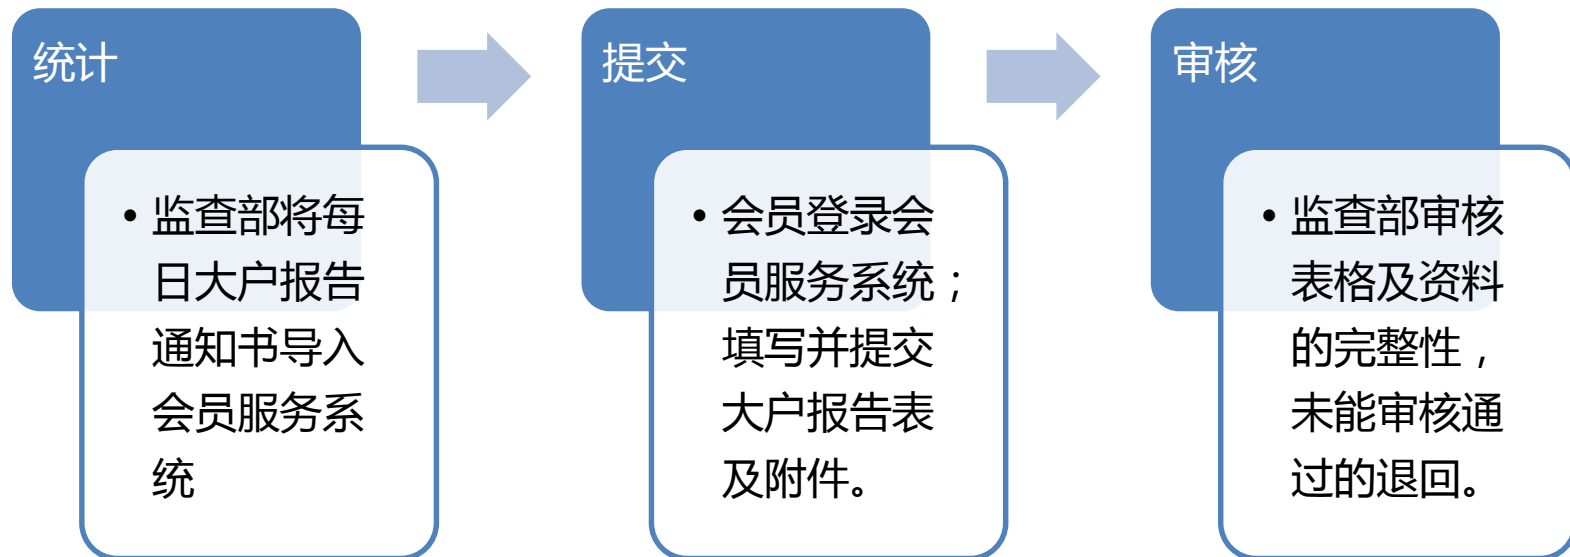 统计
• 监查部将每
日大户报告
通知书导入
会员服务系
统
提交
• 会员登录会
员服务系统；
填写并提交
大户报告表
及附件。
审核
• 监查部审核
表格及资料
的完整性，
未能审核通
过的退回。